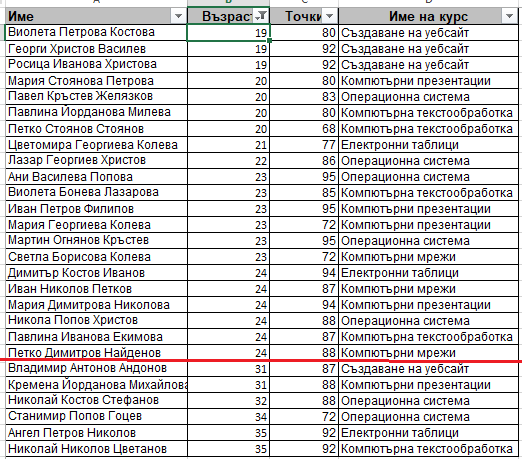 Име Възраст Точки Име на курс
Виолета Петрова Костова 19 80 Създаване на уебсайт
Георги Христов Василев 19 92 Създаване на уебсайт
Росица Иванова Христова 19 92 Създаване на уебсайт
Мария Стоянова Петрова 20 80 Компютърни презентации
Павел Кръстев Желязков 20 83 Операционна система
Павлина Йорданова Милева 20 80 Компютърна текстообработка
Петко Стоянов Стоянов 20 68 Компютърна текстообработка
Цветомира Георгиева Колева 21 77 Електронни таблици
Лазар Георгиев Христов 22 86 Операционна система
Ани Василева Попова 23 95 Операционна система
Виолета Бонева Лазарова 23 85 Компютърна текстообработка
Иван Петров Филипов 23 95 Компютърни презентации
Мария Георгиева Колева 23 72 Компютърни презентации
Мартин Огнянов Кръстев 23 95 Операционна система
Светла Борисова Колева 23 72 Компютърни мрежи
Димитър Костов Иванов 24 94 Електронни таблици
Иван Николов Петков 24 87 Компютърни мрежи
Мария Димитрова Николова 24 94 Компютърни презентации
Никола Попов Христов 24 88 Операционна система
Павлина Иванова Екимова 24 87 Компютърна текстообработка
Петко Димитров Найденов 24 88 Компютърни мрежи
Владимир Антонов Андонов 31 87 Създаване на уебсайт
Кремена Йорданова Михайлова 31 88 Компютърни презентации
Николай Костов Стефанов 32 88 Операционна система
Станимир Попов Гоцев 34 72 Операционна система
Ангел Петров Николов 35 92 Електронни таблици
Николай Николов Цветанов 35 92 Компютърна текстообработка